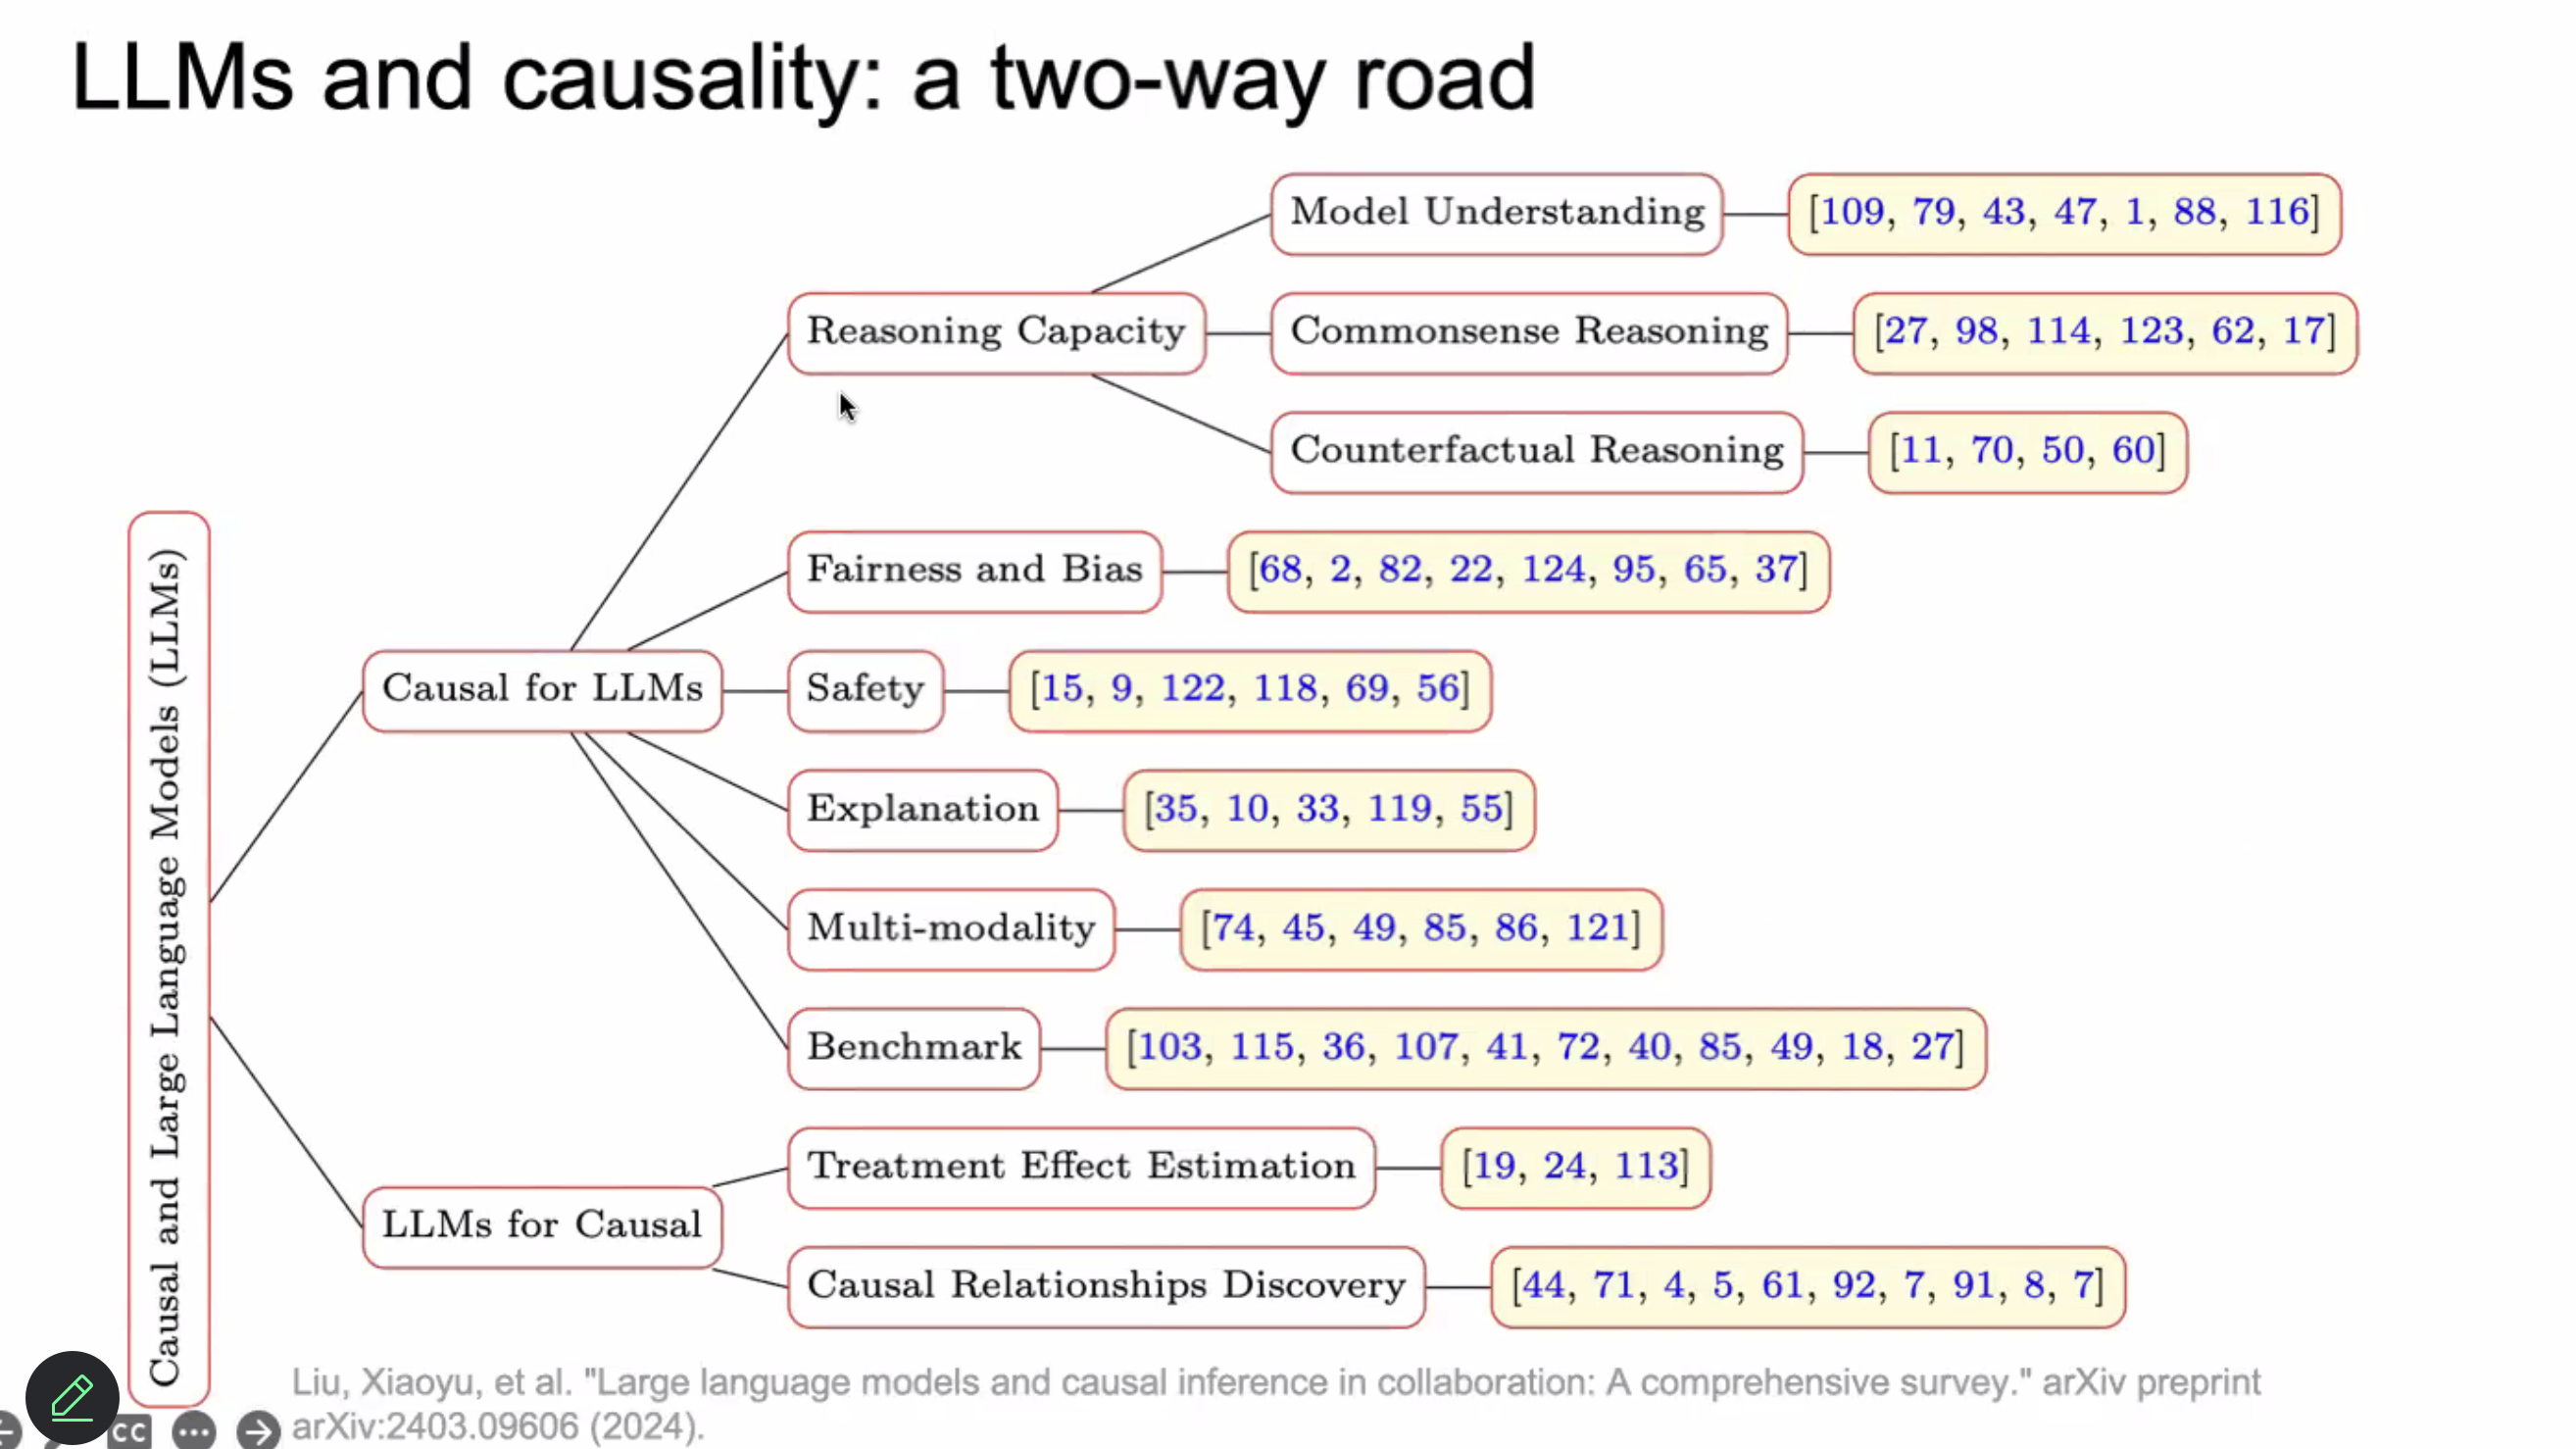 LLMs and causality: a two-way road
Causal and Large Language Models (LLMs)
Causal for LLMs
Reasoning Capacity
Model Understanding
[109, 79, 43, 47, 1, 88, 116]
Commonsense Reasoning
[27, 98, 114, 123, 62, 17]
Counterfactual Reasoning
[11, 70, 50, 60]
Fairness and Bias
[68, 2, 82, 22, 124, 95, 65, 37]
Safety
[15, 9, 122, 118, 69, 56]
Explanation
[35, 10, 33, 119, 55]
Multi-modality
[74, 45, 49, 85, 86, 121]
Benchmark
[103, 115, 36, 107, 41, 72, 40, 85, 49, 18, 27]
LLMs for Causal
Treatment Effect Estimation
[19, 24, 113]
Causal Relationships Discovery
[44, 71, 4, 5, 61, 92, 7, 91, 8, 7]
Liu, Xiaoyu, et al. "Large language models and causal inference in collaboration: A comprehensive survey." arXiv preprint
arXiv:2403.09606 (2024).
CC